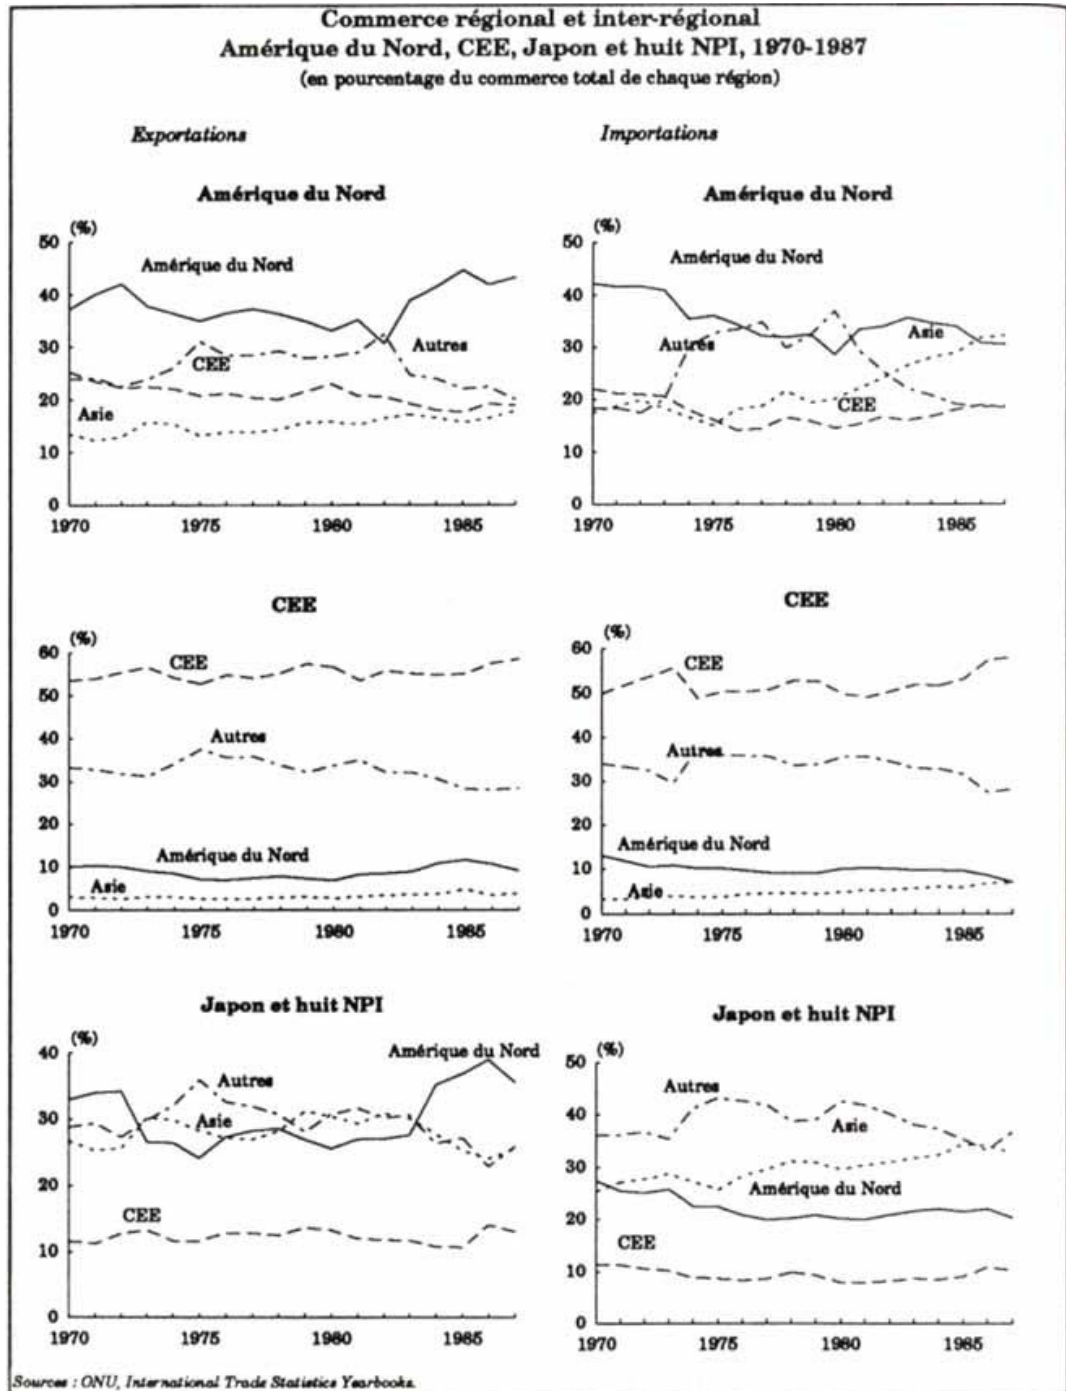 Commerce régional et inter-régional
Amérique du Nord, CEE, Japon et huit NPI, 1970-1987
(en pourcentage du commerce total de chaque région)
Exportations
Importations
Amérique du Nord
(%)
50
40
30
20
10
0
Amérique du Nord
Autres
CEE
Asie
1970 1975 1980 1985
Amérique du Nord
(%)
50
40
30
20
10
0
Amérique du Nord
Autres
Asie
CEE
1970 1975 1980 1985
CEE
(%)
60
50
40
30
20
10
0
CEE
Autres
Amérique du Nord
Asie
1970 1975 1980 1985
CEE
(%)
60
50
40
30
20
10
0
CEE
Autres
Amérique du Nord
Asie
1970 1975 1980 1985
Japon et huit NPI
(%)
40
30
20
10
0
Amérique du Nord
Autres
Asie
CEE
1970 1975 1980 1985
Japon et huit NPI
(%)
50
40
30
20
10
0
Autres
Asie
Amérique du Nord
CEE
1970 1975 1980 1985
Sources : ONU, International Trade Statistics Yearbooks.